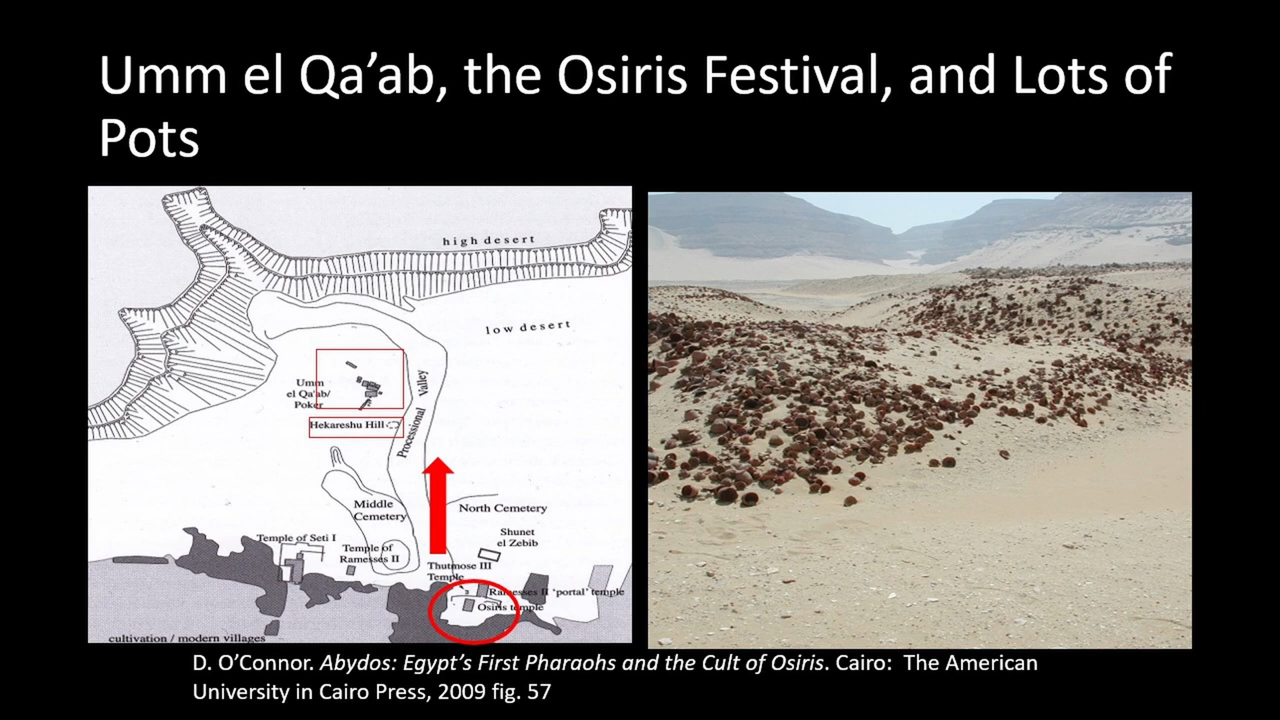 Umm el Qa’ab, the Osiris Festival, and Lots of
Pots
high desert
low desert
Umm
el Qa'ab/
Poker
Hekareshu Hill
Processional Valley
Middle
Cemetery
North Cemetery
Shunet
el Zebib
Temple of Seti I
Temple of
Ramesses II
Thutmose III
Temple
Ramesses II 'portal' temple
Osiris temple
cultivation / modern villages
D. O’Connor. Abydos: Egypt’s First Pharaohs and the Cult of Osiris. Cairo:  The American
University in Cairo Press, 2009 fig. 57